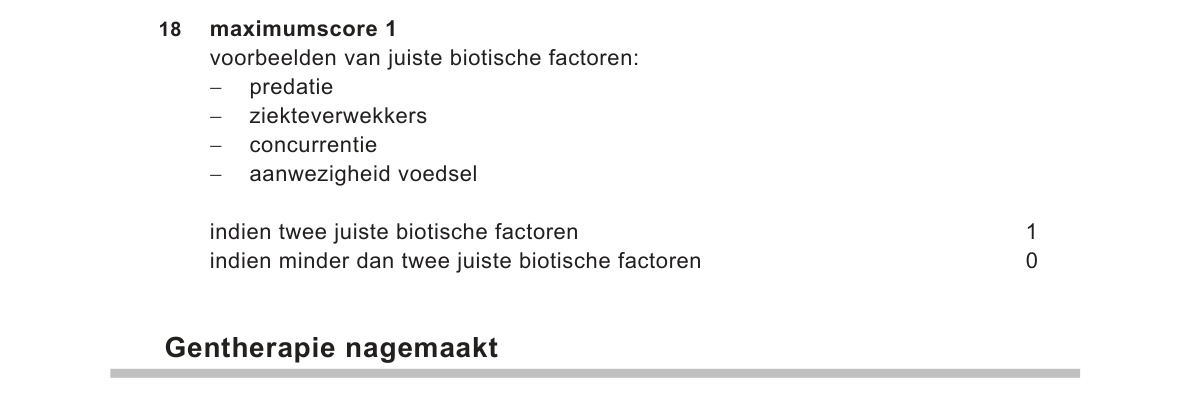 18 maximumscore 1
voorbeelden van juiste biotische factoren:
– predatie
– ziekteverwekkers
– concurrentie
– aanwezigheid voedsel
indien twee juiste biotische factoren 1
indien minder dan twee juiste biotische factoren 0
Gentherapie nagemaakt